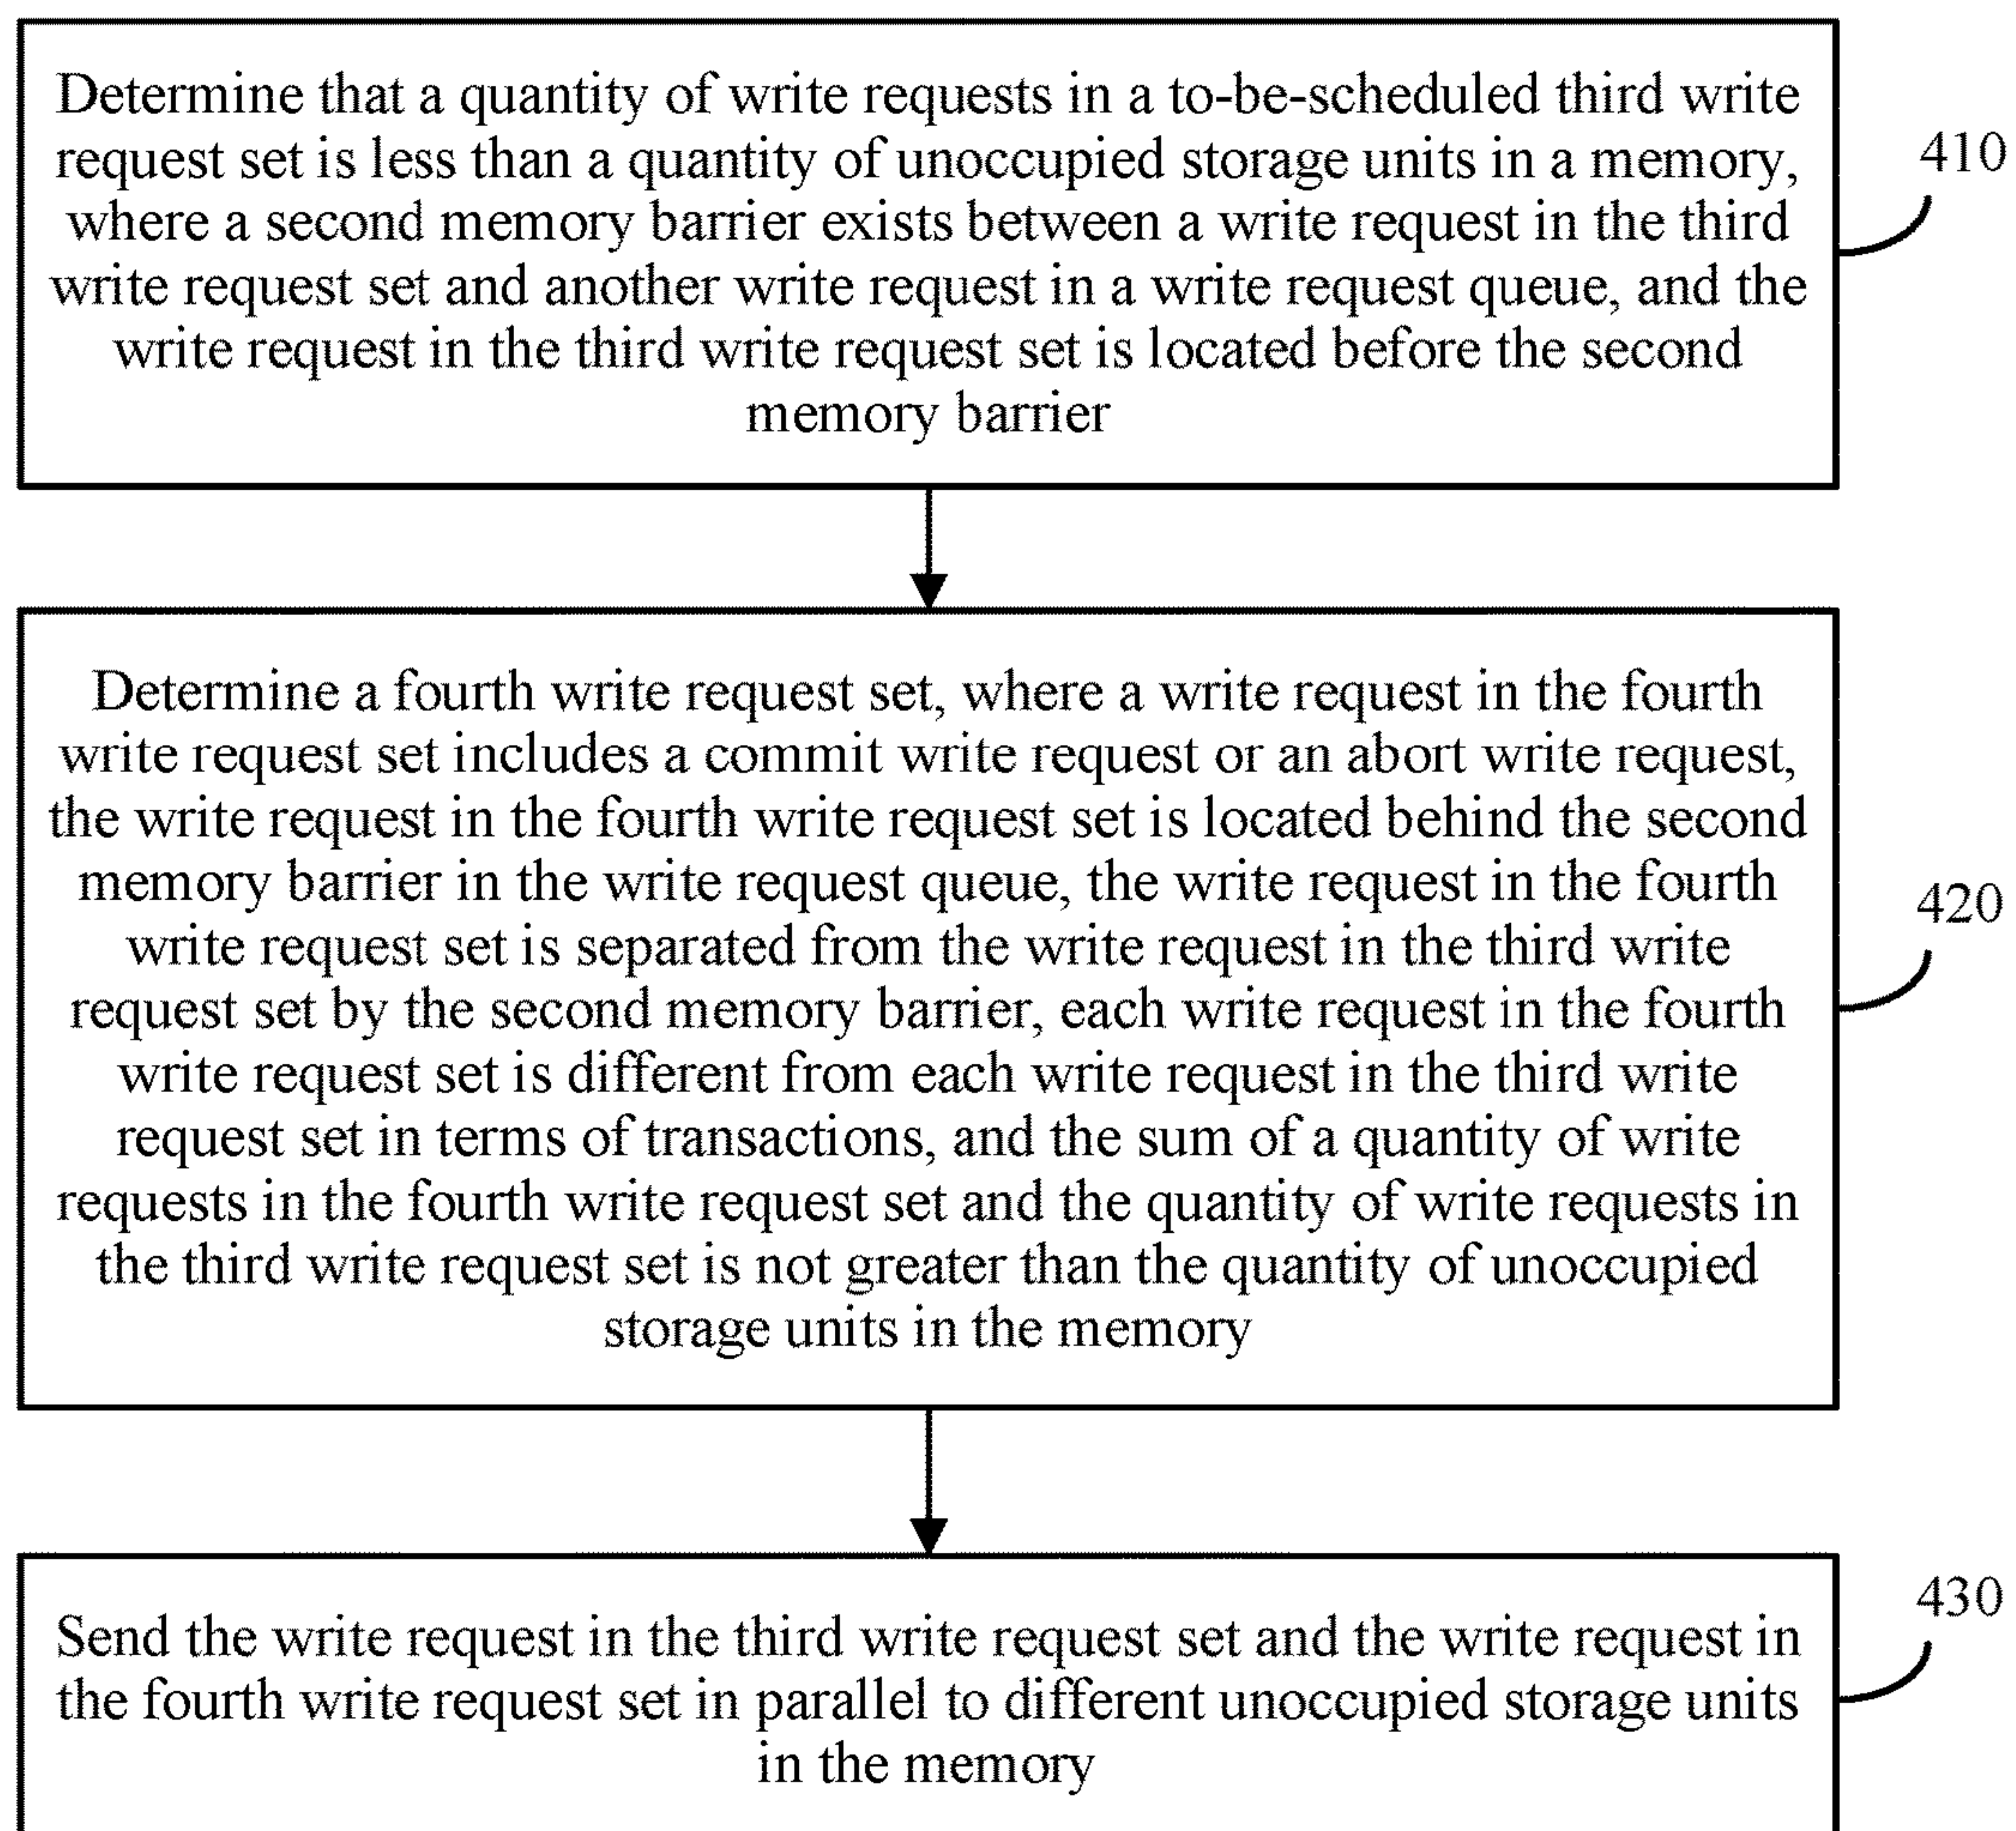 Determine that a quantity of write requests in a to-be-scheduled third write
request set is less than a quantity of unoccupied storage units in a memory,
where a second memory barrier exists between a write request in the third
write request set and another write request in a write request queue, and the
write request in the third write request set is located before the second
memory barrier
410
Determine a fourth write request set, where a write request in the fourth
write request set includes a commit write request or an abort write request,
the write request in the fourth write request set is located behind the second
memory barrier in the write request queue, the write request in the fourth
write request set is separated from the write request in the third write
request set by the second memory barrier, each write request in the fourth
write request set is different from each write request in the third write
request set in terms of transactions, and the sum of a quantity of write
requests in the fourth write request set and the quantity of write requests in
the third write request set is not greater than the quantity of unoccupied
storage units in the memory
420
Send the write request in the third write request set and the write request in
the fourth write request set in parallel to different unoccupied storage units
in the memory
430